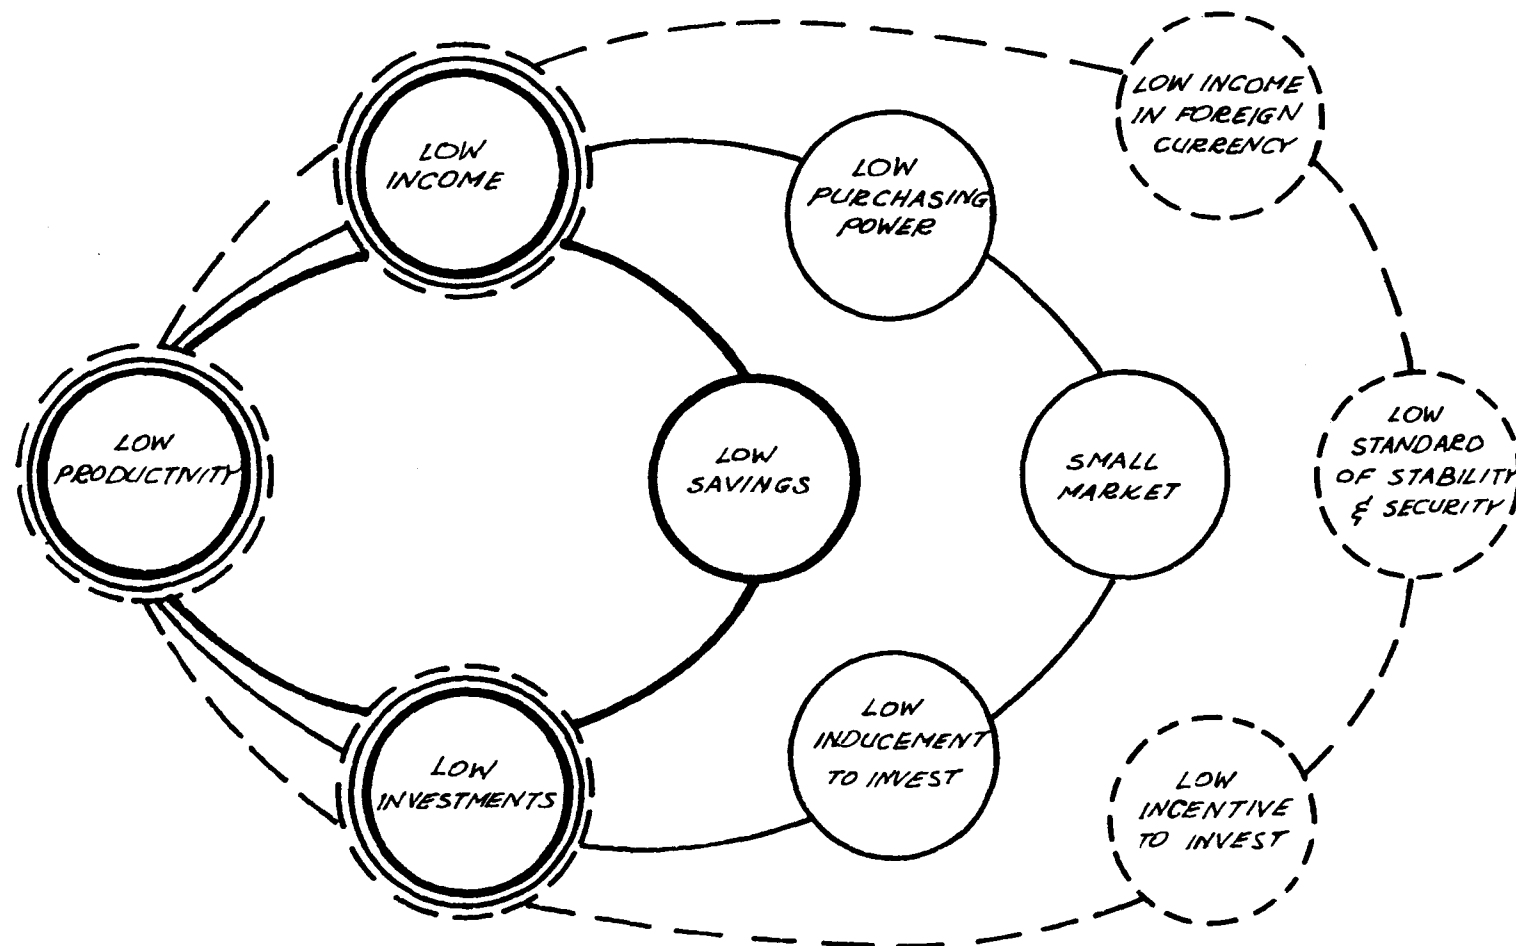 LOW INCOME
IN FOREIGN
CURRENCY
LOW
INCOME
LOW
PURCHASING
POWER
LOW
PRODUCTIVITY
LOW
SAVINGS
SMALL
MARKET
LOW
STANDARD
OF STABILITY
& SECURITY
LOW
INVESTMENTS
LOW
INDUCEMENT
TO INVEST
LOW
INCENTIVE
TO INVEST